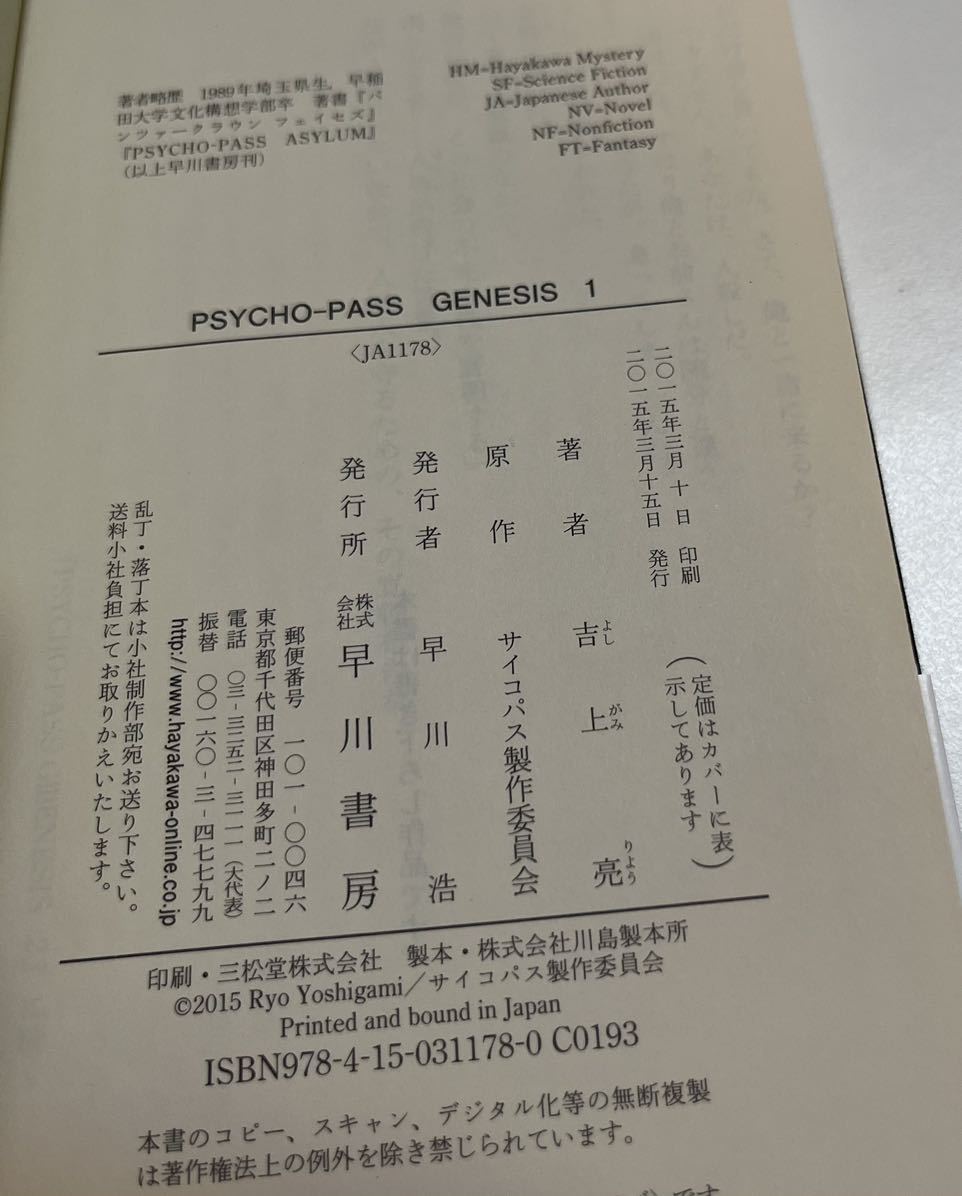 HM=Hayakawa Mystery
SF=Science Fiction
JA=Japanese Author
NV=Novel
NF=Nonfiction
FT=Fantasy
著者略歴 1989年埼玉県生，早稲
田大学文化構想学部卒 著書『パ
ンツァークラウン フェイセズ』
『PSYCHO-PASS ASYLUM』
（以上早川書房刊）
PSYCHO-PASS GENESIS 1
〈JA1178〉
二〇一五年三月十日 印刷
二〇一五年三月十五日 発行
（定価はカバーに表
示してあります）
著者 吉上亮
よし がみ りょう
原作 サイコパス製作委員会
発行者 早川浩
発行所 株式会社 早川書房
郵便番号 一〇一-〇〇四六
東京都千代田区神田多町二ノ二
電話 〇三-三二五二-三一一一（大代表）
振替 〇〇一六〇-三-四七七九九
http://www.hayakawa-online.co.jp
乱丁・落丁本は小社制作部宛お送り下さい。
送料小社負担にてお取りかえいたします。
印刷・三松堂株式会社 製本・株式会社川島製本所
©2015 Ryo Yoshigami／サイコパス製作委員会
Printed and bound in Japan
ISBN978-4-15-031178-0 C0193
本書のコピー、スキャン、デジタル化等の無断複製
は著作権法上の例外を除き禁じられています。